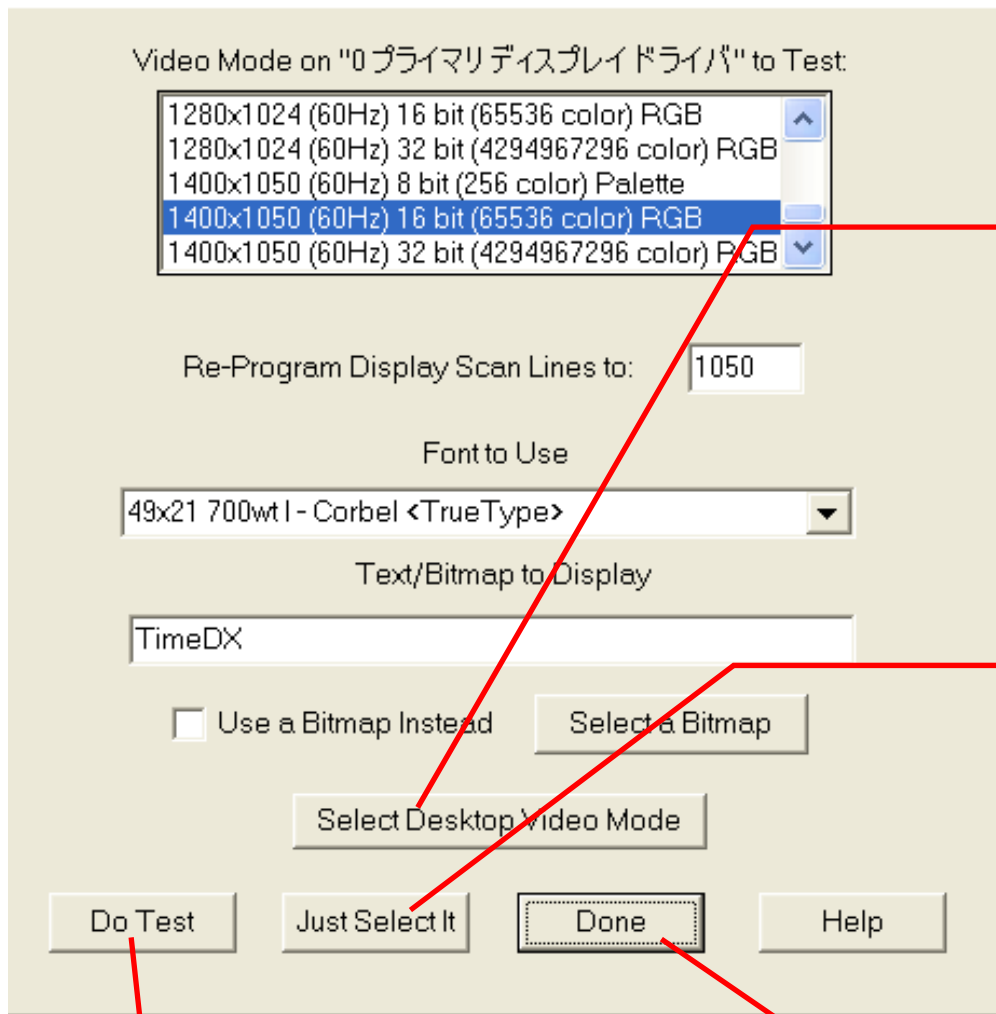 Video Mode on "0 プライマリ ディスプレイ ドライバ" to Test:
1280x1024 (60Hz) 16 bit (65536 color) RGB
1280x1024 (60Hz) 32 bit (4294967296 color) RGB
1400x1050 (60Hz) 8 bit (256 color) Palette
1400x1050 (60Hz) 16 bit (65536 color) RGB
1400x1050 (60Hz) 32 bit (4294967296 color) RGB
Re-Program Display Scan Lines to: 1050
Font to Use
49x21 700wt I - Corbel <TrueType>
Text/Bitmap to Display
TimeDX
Use a Bitmap Instead Select a Bitmap
Select Desktop Video Mode
Do Test Just Select It Done Help